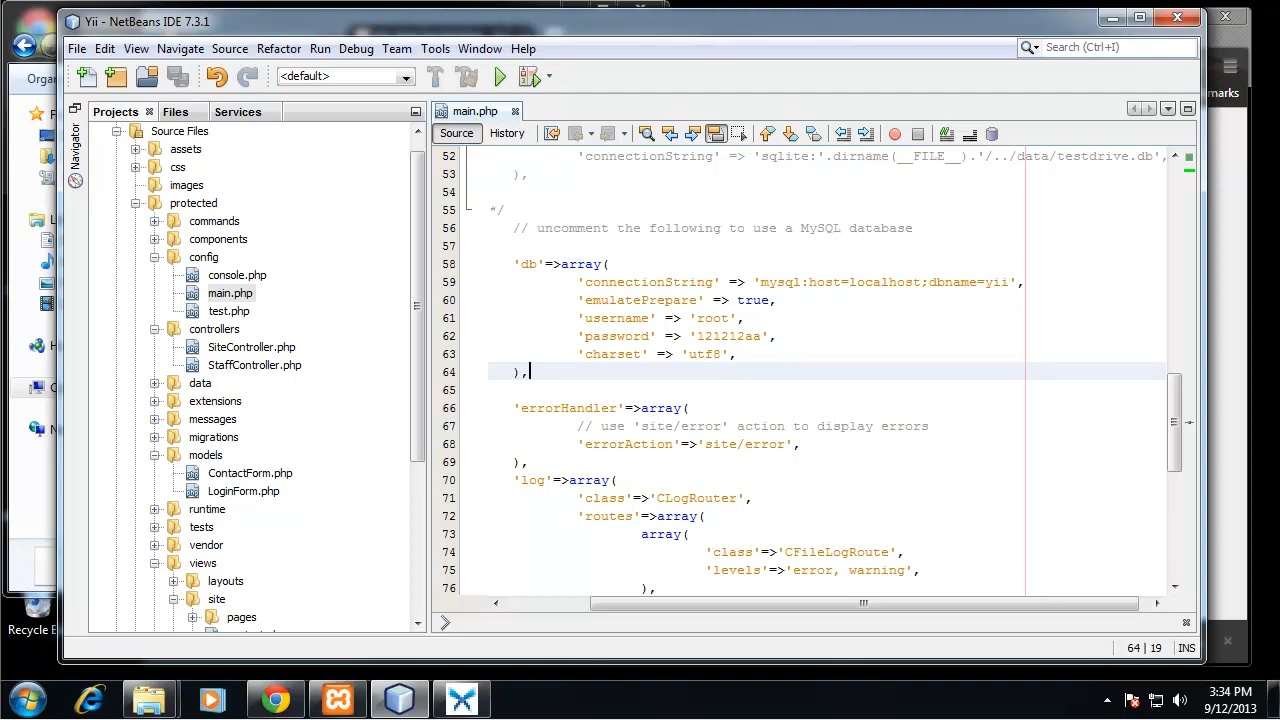 Yii - NetBeans IDE 7.3.1
File Edit View Navigate Source Refactor Run Debug Team Tools Window Help
Search (Ctrl+I)
Organ
<default>
marks
Projects Files Services
main.php
Source History
Navigator
Source Files
assets
css
images
protected
commands
components
config
console.php
main.php
test.php
controllers
SiteController.php
StaffController.php
data
extensions
messages
migrations
models
ContactForm.php
LoginForm.php
runtime
tests
vendor
views
layouts
site
pages
52 'connectionString' => 'sqlite:'.dirname(__FILE__).'/../data/testdrive.db',
53 ),
54
55 */
56 // uncomment the following to use a MySQL database
57
58 'db'=>array(
59 'connectionString' => 'mysql:host=localhost;dbname=yii',
60 'emulatePrepare' => true,
61 'username' => 'root',
62 'password' => '121212aa',
63 'charset' => 'utf8',
64 ),
65
66 'errorHandler'=>array(
67 // use 'site/error' action to display errors
68 'errorAction'=>'site/error',
69 ),
70 'log'=>array(
71 'class'=>'CLogRouter',
72 'routes'=>array(
73 array(
74 'class'=>'CFileLogRoute',
75 'levels'=>'error, warning',
76 ),
64 | 19 INS
Recycle B
3:34 PM
9/12/2013